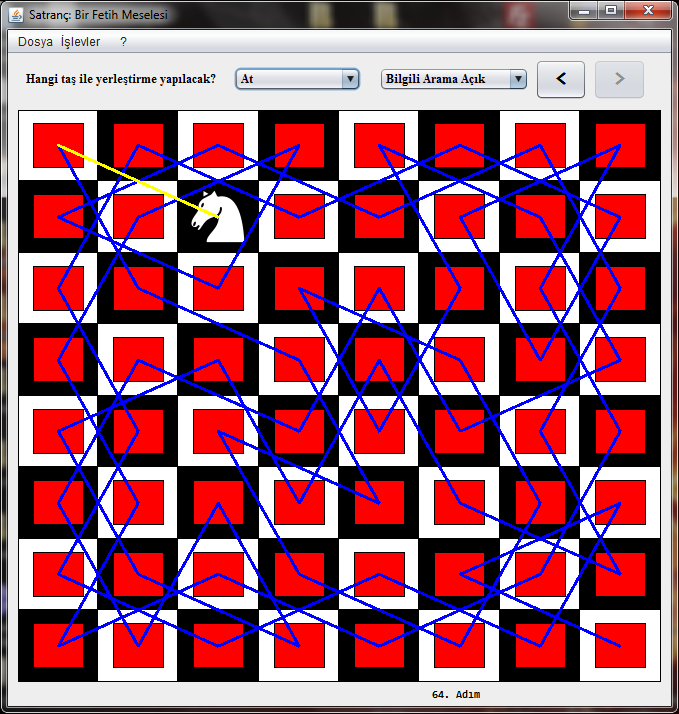 Satranç: Bir Fetih Meselesi
Dosya İşlevler ?
Hangi taş ile yerleştirme yapılacak? At Bilgili Arama Açık < >
64. Adım